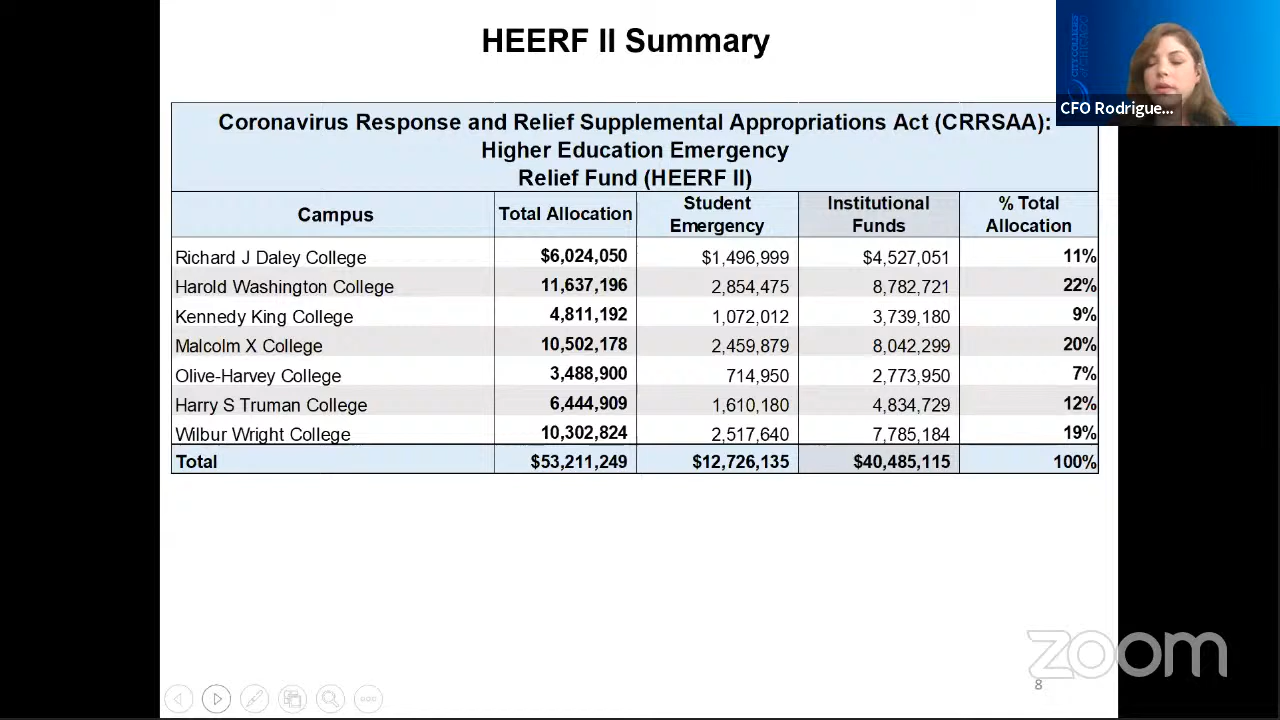 HEERF II Summary
CITY COLLEGES
of CHICAGO
CFO Rodrigue...
Coronavirus Response and Relief Supplemental Appropriations Act (CRRSAA):
Higher Education Emergency
Relief Fund (HEERF II)
Campus Total Allocation Student Emergency Institutional Funds % Total Allocation
Richard J Daley College $6,024,050 $1,496,999 $4,527,051 11%
Harold Washington College 11,637,196 2,854,475 8,782,721 22%
Kennedy King College 4,811,192 1,072,012 3,739,180 9%
Malcolm X College 10,502,178 2,459,879 8,042,299 20%
Olive-Harvey College 3,488,900 714,950 2,773,950 7%
Harry S Truman College 6,444,909 1,610,180 4,834,729 12%
Wilbur Wright College 10,302,824 2,517,640 7,785,184 19%
Total $53,211,249 $12,726,135 $40,485,115 100%
zoom
8